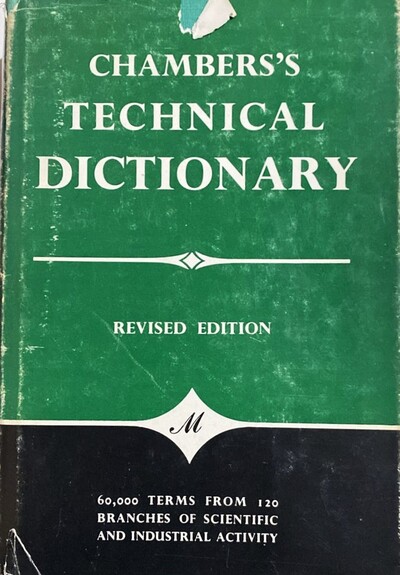 CHAMBERS'S
TECHNICAL
DICTIONARY
REVISED EDITION
M
60,000 TERMS FROM 120
BRANCHES OF SCIENTIFIC
AND INDUSTRIAL ACTIVITY